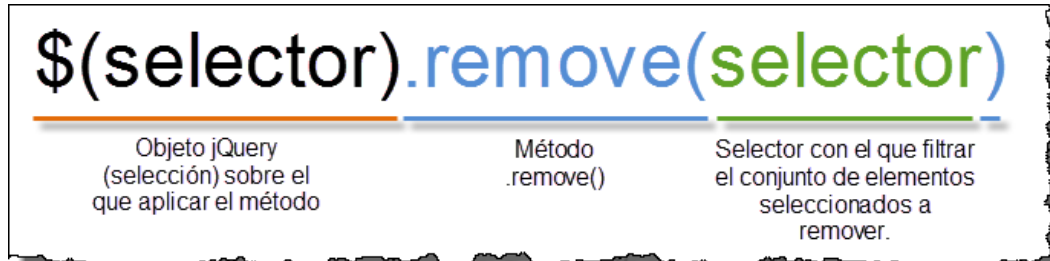 $(selector).remove(selector)
Objeto jQuery
(selección) sobre el
que aplicar el método
Método
.remove()
Selector con el que filtrar
el conjunto de elementos
seleccionados a
remover.